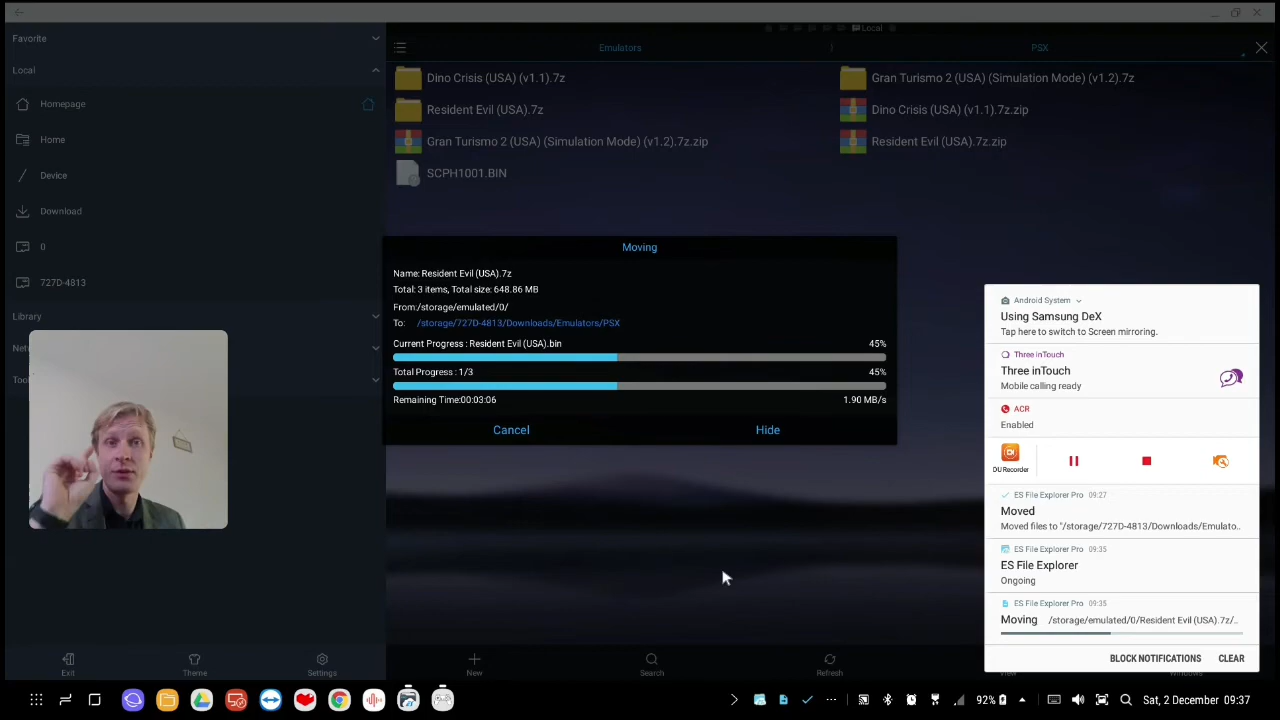 Local
Favorite
Emulators
PSX
Local
Dino Crisis (USA) (v1.1).7z
Gran Turismo 2 (USA) (Simulation Mode) (v1.2).7z
Homepage
Resident Evil (USA).7z
Dino Crisis (USA) (v1.1).7z.zip
Home
Gran Turismo 2 (USA) (Simulation Mode) (v1.2).7z.zip
Resident Evil (USA).7z.zip
Device
SCPH1001.BIN
Download
0
727D-4813
Library
Moving
Name: Resident Evil (USA).7z
Total: 3 items, Total size: 648.86 MB
From:/storage/emulated/0/
To: /storage/727D-4813/Downloads/Emulators/PSX
Current Progress : Resident Evil (USA).bin 45%
Total Progress : 1/3 45%
Remaining Time:00:03:06 1.90 MB/s
Cancel Hide
Android System
Using Samsung DeX
Tap here to switch to Screen mirroring.
Three inTouch
Three inTouch
Mobile calling ready
ACR
Enabled
DU Recorder
ES File Explorer Pro 09:27
Moved
Moved files to "/storage/727D-4813/Downloads/Emulato..
ES File Explorer Pro 09:35
ES File Explorer
Ongoing
ES File Explorer Pro 09:35
Moving /storage/emulated/0/Resident Evil (USA).7z/..
BLOCK NOTIFICATIONS CLEAR
Exit Theme Settings New Search Refresh
92% Sat, 2 December 09:37